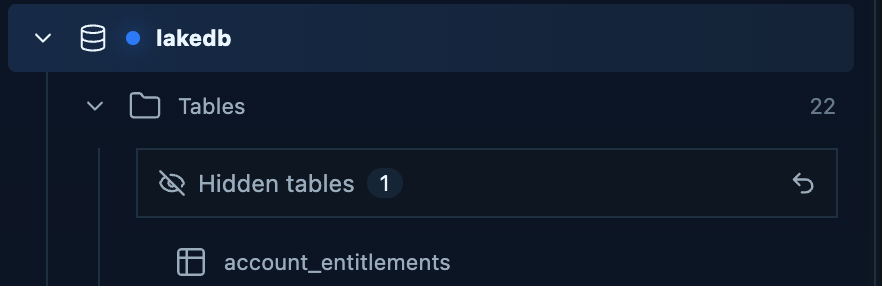 lakedb
Tables 22
Hidden tables 1
account_entitlements